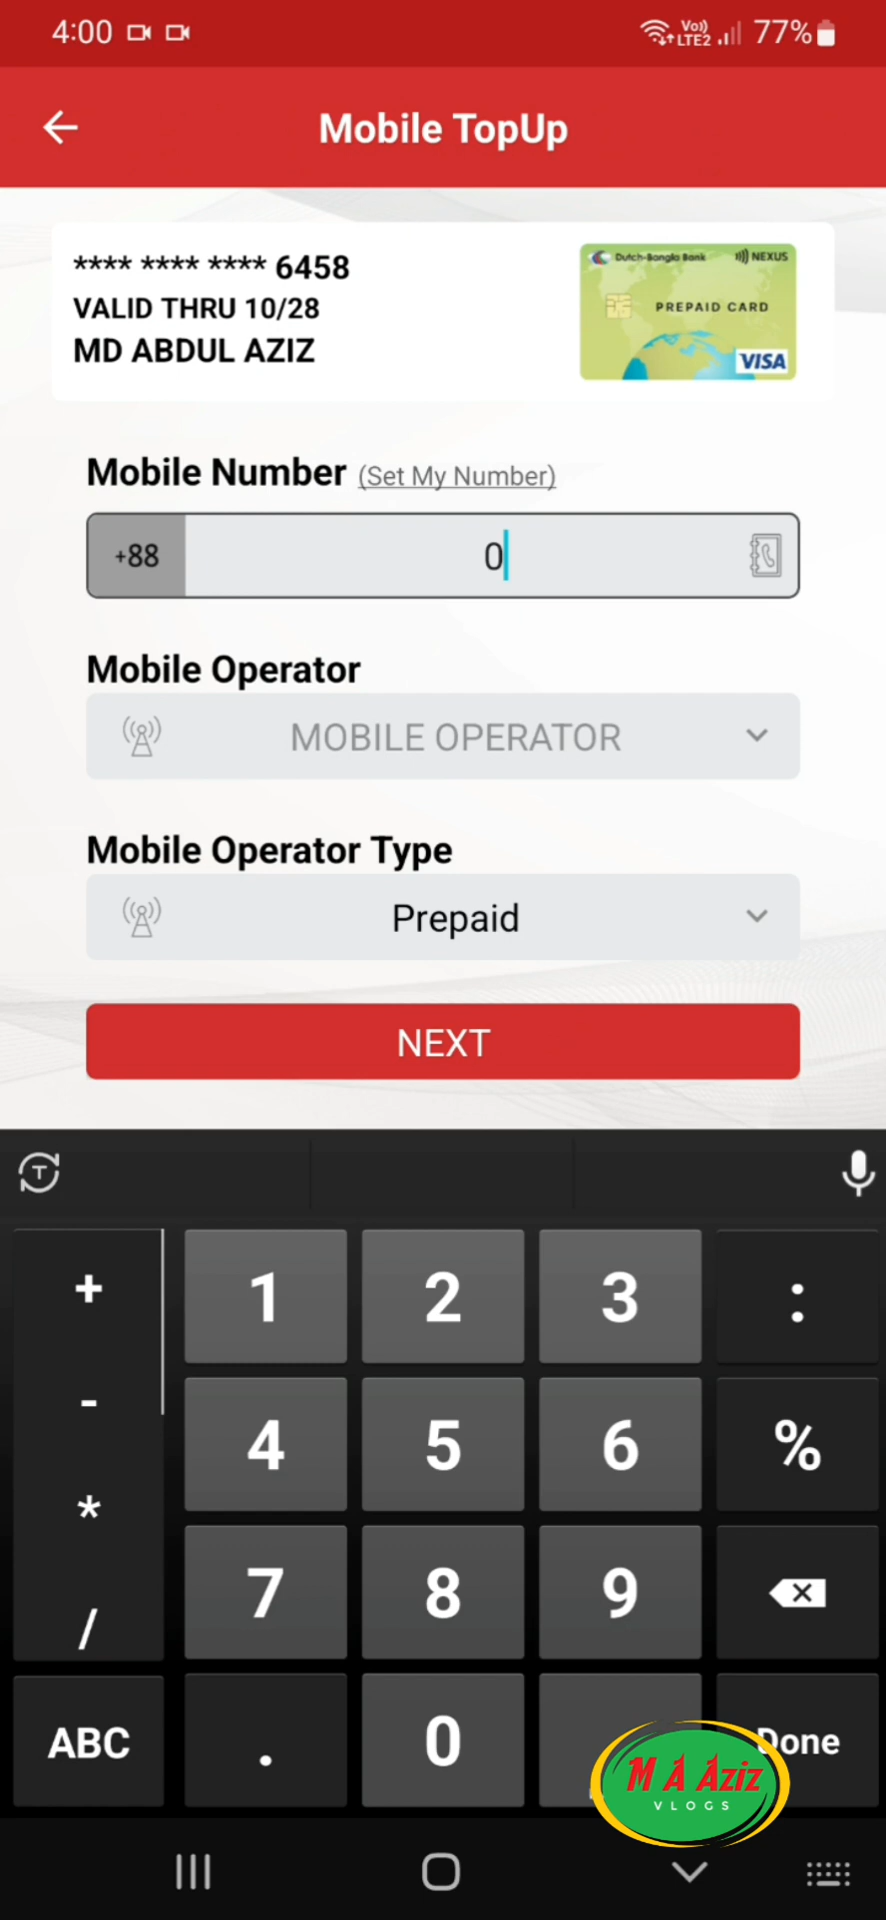 4:00
Vo))
LTE2
77%
Mobile TopUp
**** **** **** 6458
VALID THRU 10/28
MD ABDUL AZIZ
Dutch-Bangla Bank
NEXUS
PREPAID CARD
VISA
Mobile Number (Set My Number)
+88
0
Mobile Operator
MOBILE OPERATOR
Mobile Operator Type
Prepaid
NEXT
T
+ 1 2 3 :
- 4 5 6 %
*
7 8 9
/
ABC . 0 Done
M A Aziz
VLOGS